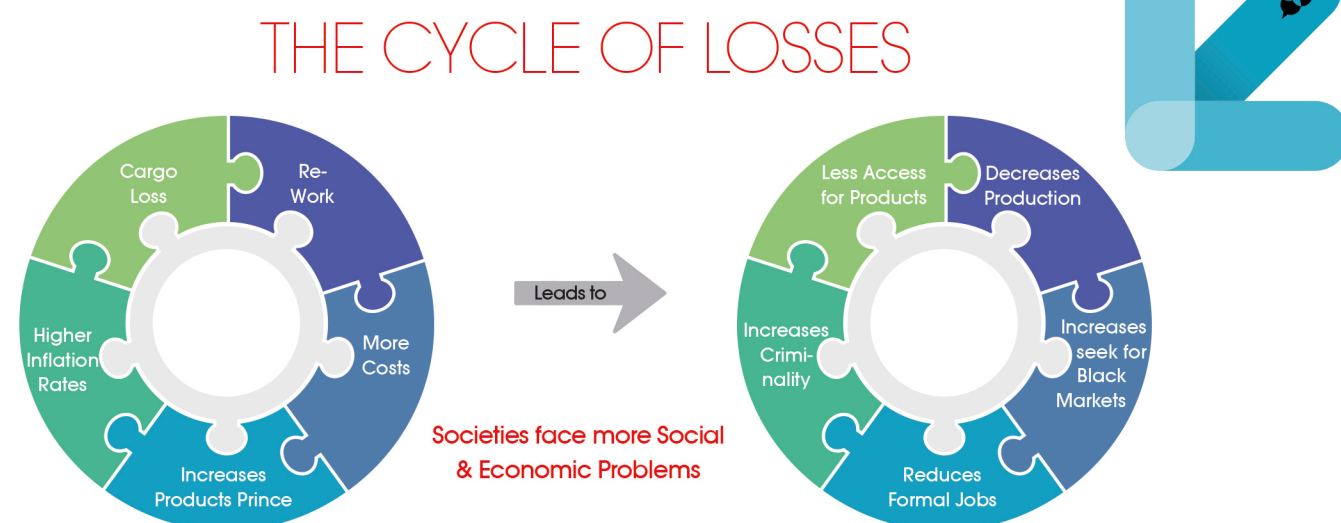 THE CYCLE OF LOSSES
Cargo
Loss
Re-
Work
More
Costs
Increases
Products Prince
Higher
Inflation
Rates
Leads to
Societies face more Social
& Economic Problems
Less Access
for Products
Decreases
Production
Increases
seek for
Black
Markets
Reduces
Formal Jobs
Increases
Crimi-
nality